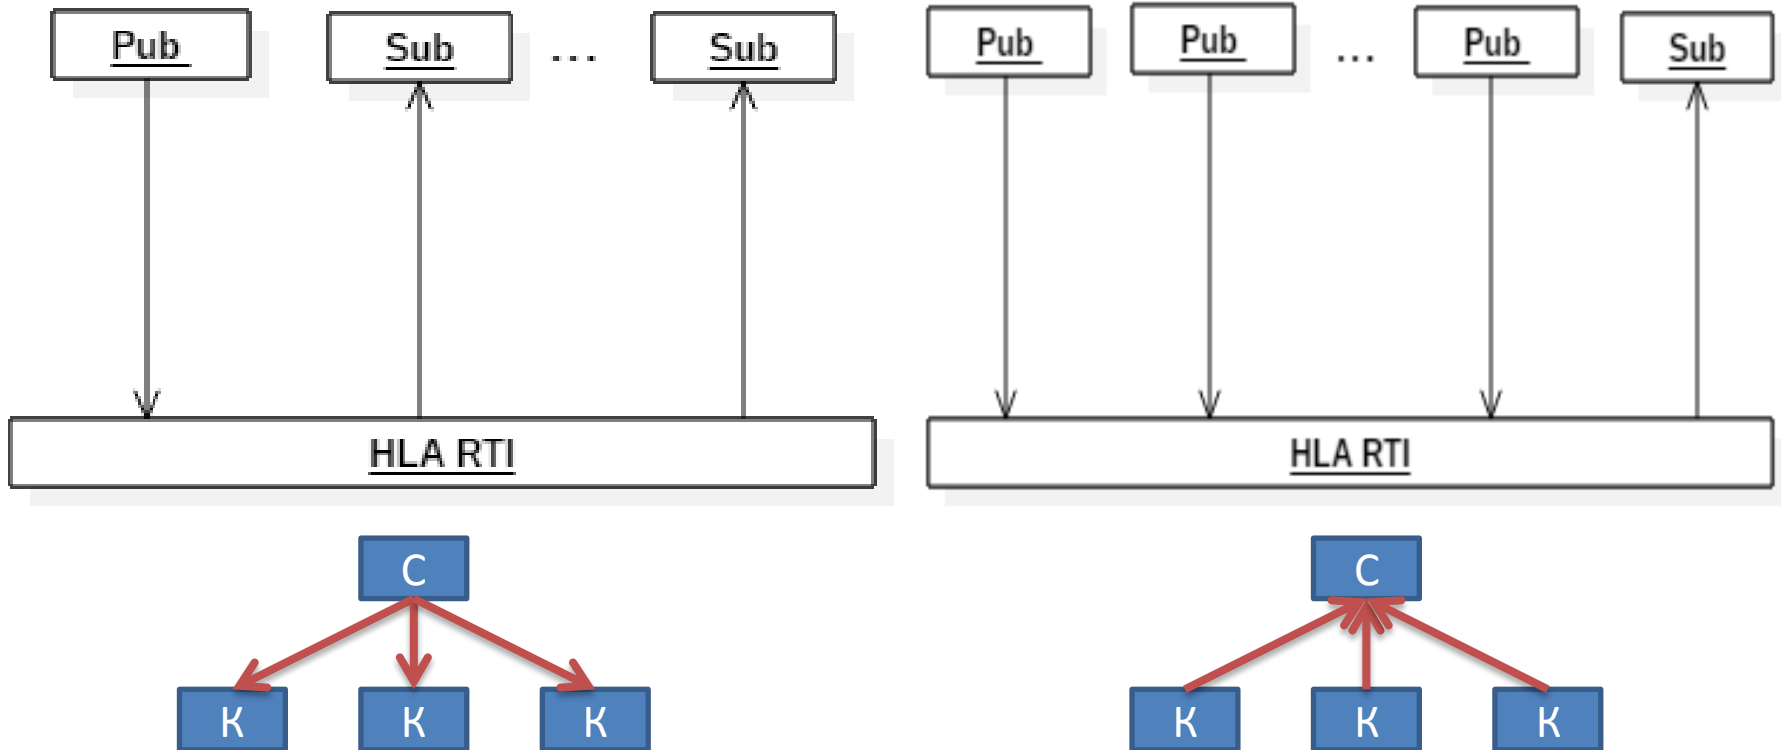 Pub
Sub
...
Sub
HLA RTI
С
К
К
К
Pub
Pub
...
Pub
Sub
HLA RTI
С
К
К
К